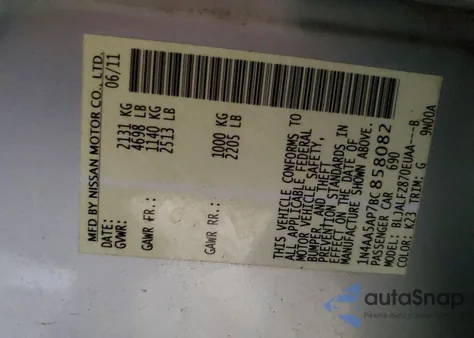 MFD BY NISSAN MOTOR CO., LTD.
DATE: 06/11
GVWR: 2131 KG
4698 LB
GAWR FR.: 1140 KG
2513 LB
GAWR RR.: 1000 KG
2205 LB
THIS VEHICLE CONFORMS TO
ALL APPLICABLE FEDERAL
MOTOR VEHICLE SAFETY,
BUMPER, AND THEFT
PREVENTION STANDARDS IN
EFFECT ON THE DATE OF
MANUFACTURE SHOWN ABOVE.
1N4AA5AP7BC858082
PASSENGER CAR 690
MODEL: BLJALFZ870EUAA---B
COLOR: K23 TRIM: G 9N00A
autoSnap